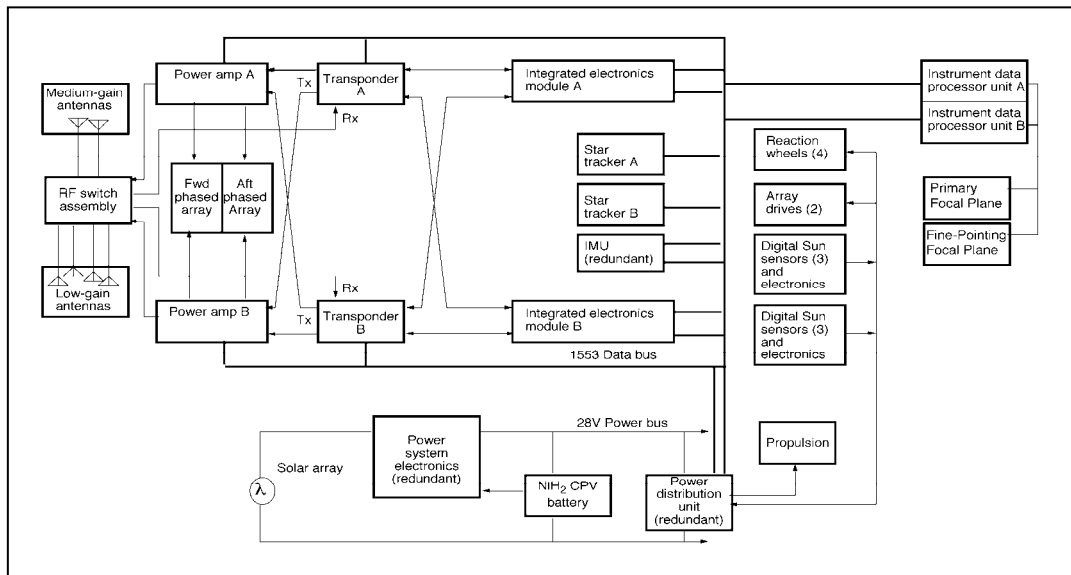 Power amp A
Tx
Transponder
A
Rx
Integrated electronics
module A
Instrument data
processor unit A
Instrument data
processor unit B
Medium-gain
antennas
RF switch
assembly
Low-gain
antennas
Fwd
phased
array
Aft
phased
Array
Star
tracker A
Star
tracker B
IMU
(redundant)
Reaction
wheels (4)
Array
drives (2)
Digital Sun
sensors (3)
and
electronics
Digital Sun
sensors (3)
and
electronics
Primary
Focal Plane
Fine-Pointing
Focal Plane
Power amp B
Rx
Tx
Transponder
B
Integrated electronics
module B
1553 Data bus
28V Power bus
Solar array
λ
Power
system
electronics
(redundant)
NIH2 CPV
battery
Power
distribution
unit
(redundant)
Propulsion